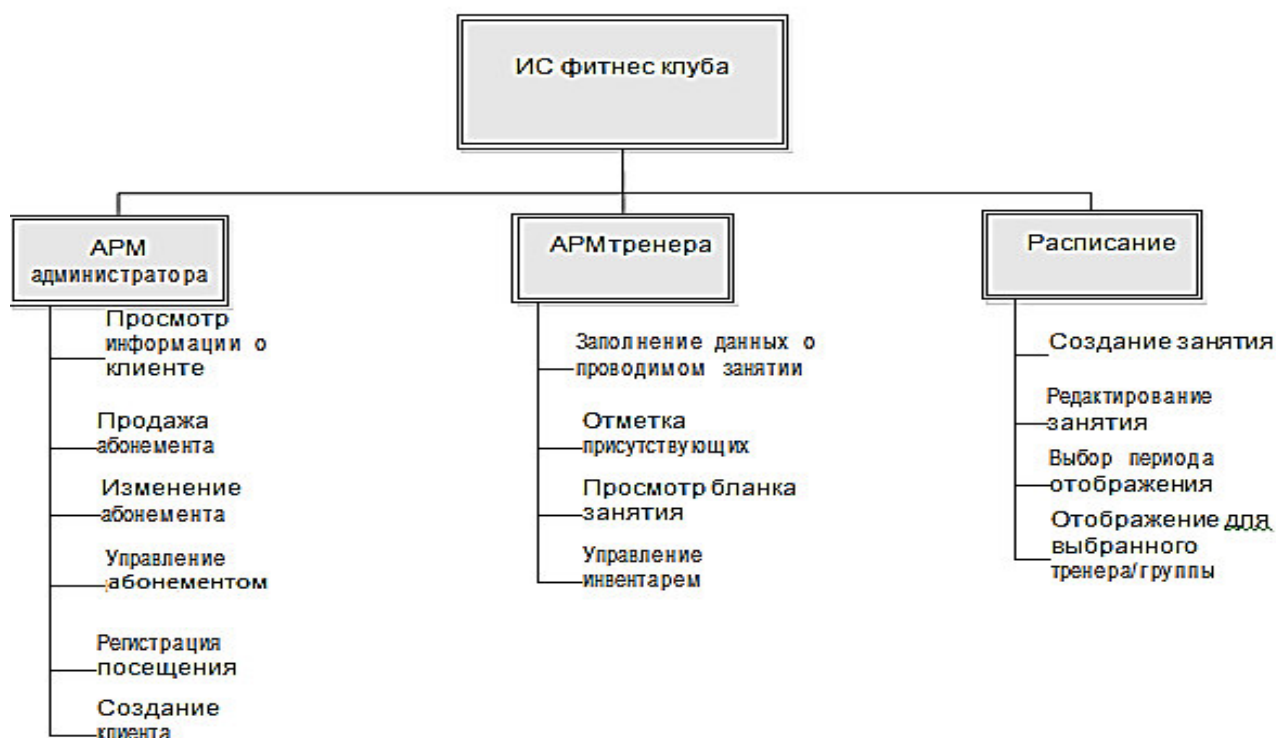 ИС фитнес клуба
АРМ
администратора
Просмотр
информации о
клиенте
Продажа
абонемента
Изменение
абонемента
Управление
абонементом
Регистрация
посещения
Создание
клиента
АРМ тренера
Заполнение данных о
проводимом занятии
Отметка
присутствующих
Просмотр бланка
занятия
Управление
инвентарем
Расписание
Создание занятия
Редактирование
занятия
Выбор периода
отображения
Отображение для
выбранного
тренера/группы